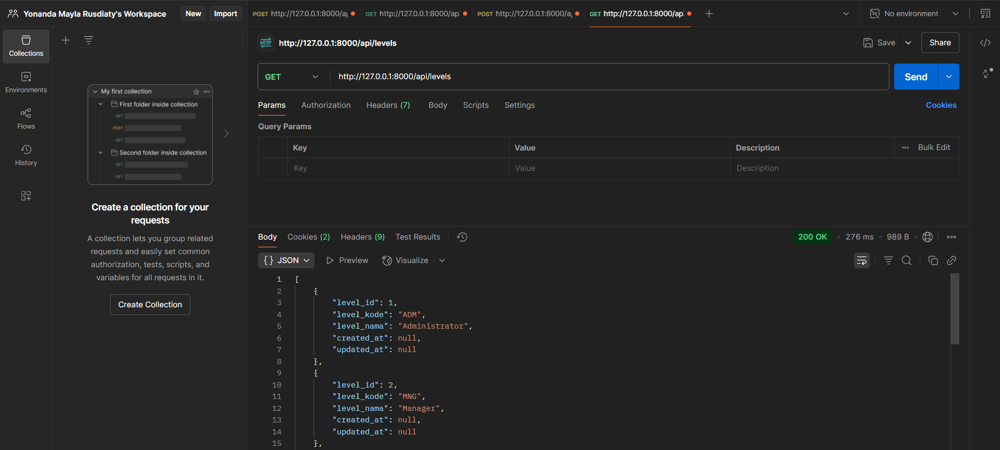 Yonanda Mayla Rusdiaty's Workspace
New
Import
POST http://127.0.0.1:8000/ap
GET http://127.0.0.1:8000/api
POST http://127.0.0.1:8000/ap
GET http://127.0.0.1:8000/api
No environment
Collections
Environments
Flows
History
My first collection
First folder inside collection
GET
POST
GET
Second folder inside collection
GET
GET
Create a collection for your
requests
A collection lets you group related
requests and easily set common
authorization, tests, scripts, and
variables for all requests in it.
Create Collection
HTTP http://127.0.0.1:8000/api/levels
Save
Share
GET http://127.0.0.1:8000/api/levels
Send
Params Authorization Headers (7) Body Scripts Settings
Cookies
Query Params
Key Value Description Bulk Edit
Key Value Description
Body Cookies (2) Headers (9) Test Results
200 OK • 276 ms • 989 B •
{} JSON Preview Visualize
1 [
2 {
3 "level_id": 1,
4 "level_kode": "ADM",
5 "level_nama": "Administrator",
6 "created_at": null,
7 "updated_at": null
8 },
9 {
10 "level_id": 2,
11 "level_kode": "MNG",
12 "level_nama": "Manager",
13 "created_at": null,
14 "updated_at": null
15 },